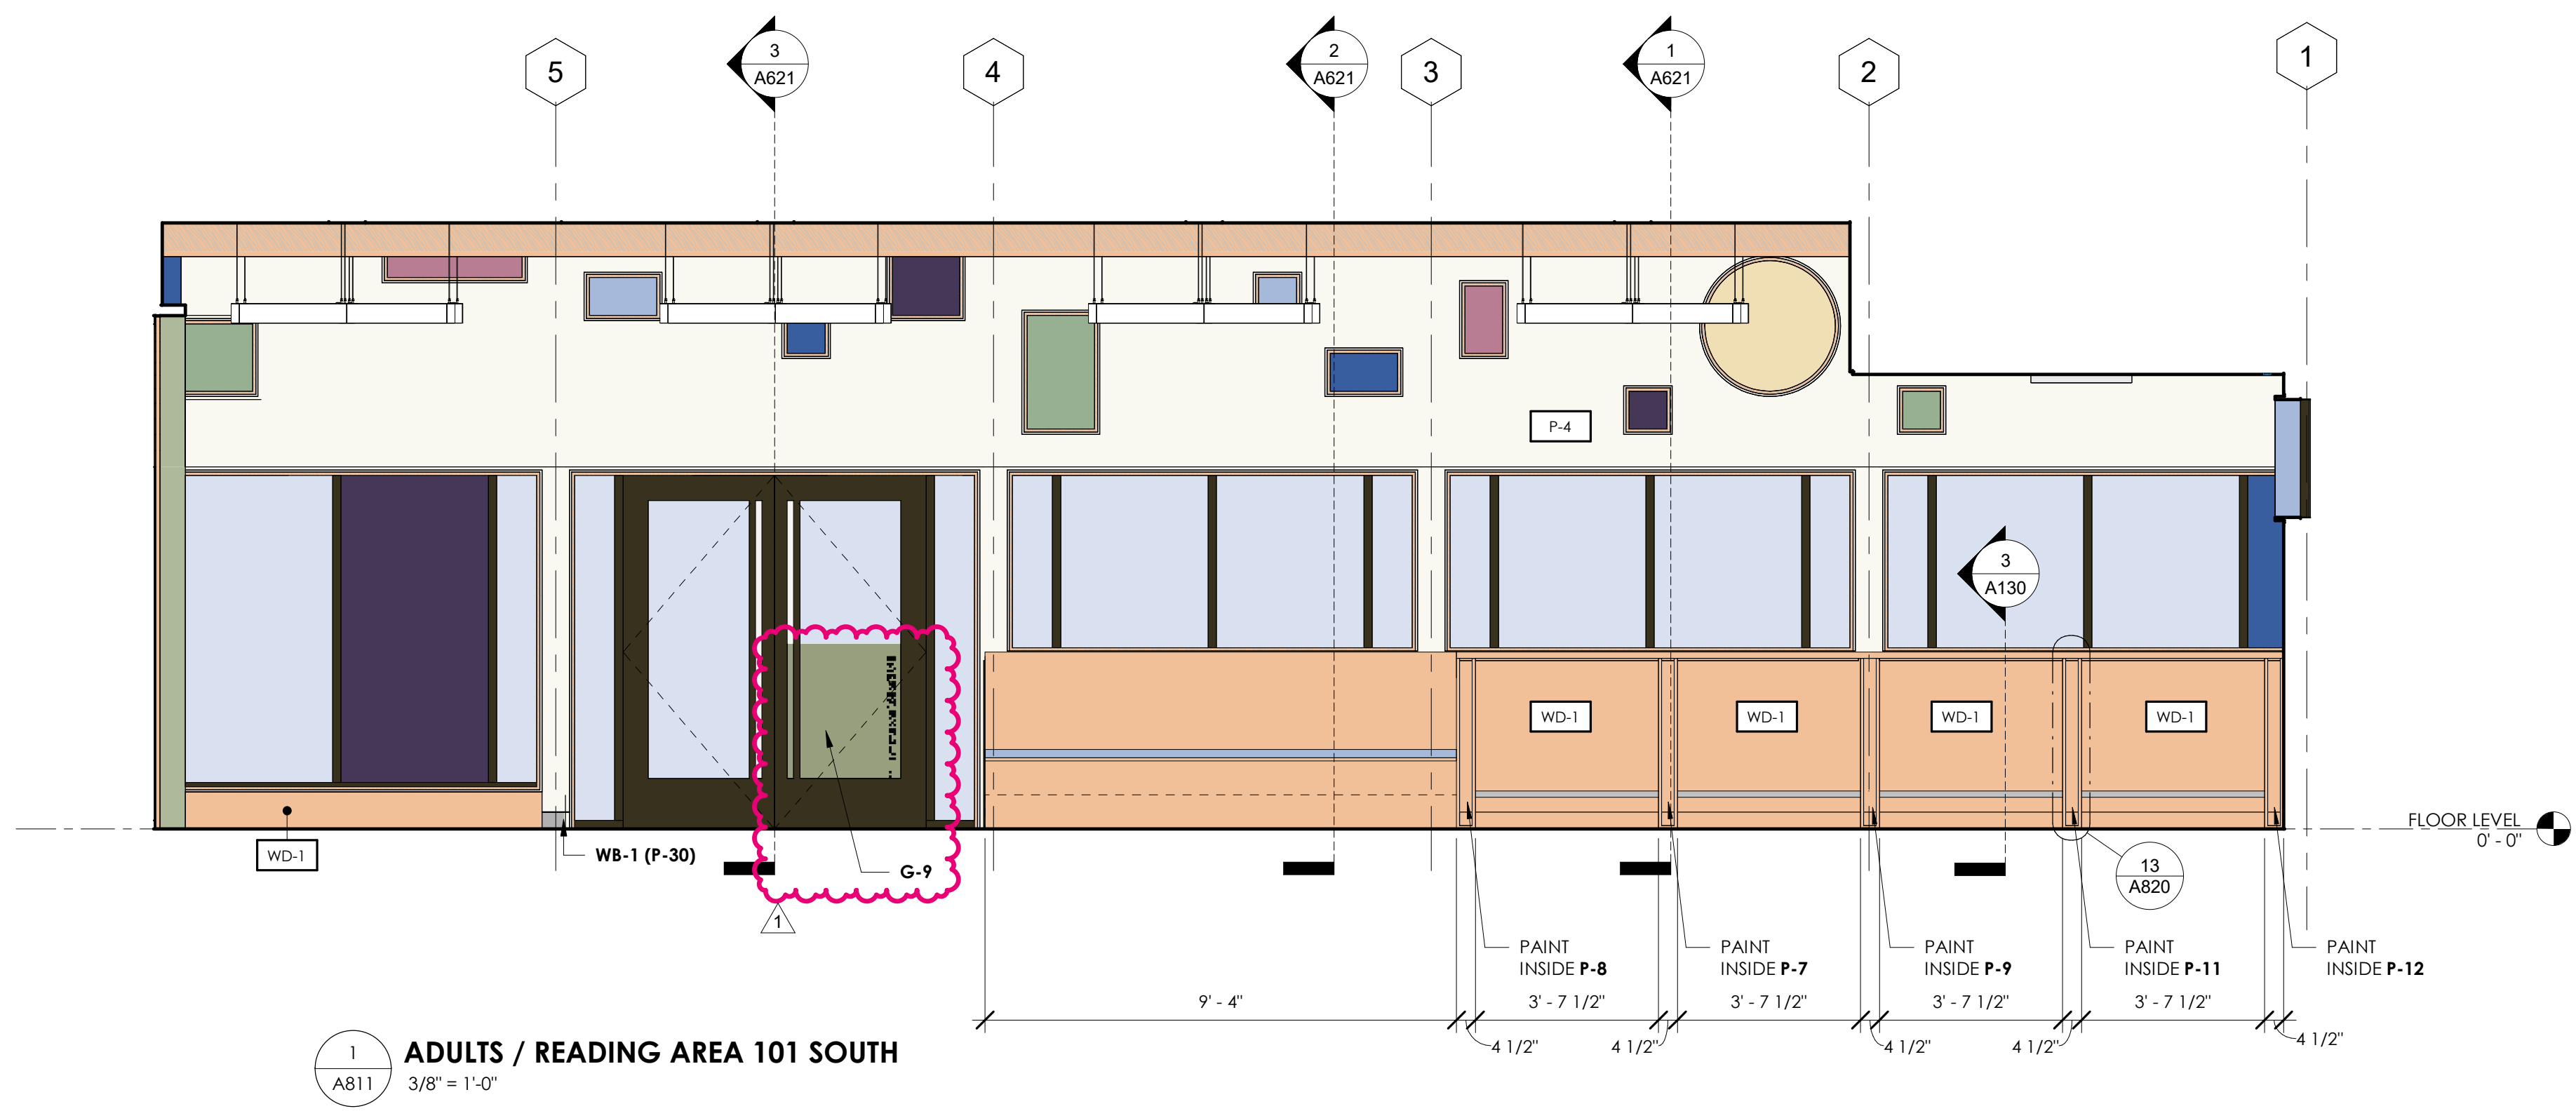 5
3
A621
4
2
A621
3
1
A621
2
1
P-4
3
A130
WD-1
WD-1
WD-1
WD-1
FLOOR LEVEL
0' - 0"
WD-1
WB-1 (P-30)
G-9
13
A820
1
PAINT
INSIDE P-8
PAINT
INSIDE P-7
PAINT
INSIDE P-9
PAINT
INSIDE P-11
PAINT
INSIDE P-12
9' - 4"
3' - 7 1/2"
3' - 7 1/2"
3' - 7 1/2"
3' - 7 1/2"
4 1/2"
4 1/2"
4 1/2"
4 1/2"
4 1/2"
1
A811
ADULTS / READING AREA 101 SOUTH
3/8" = 1'-0"